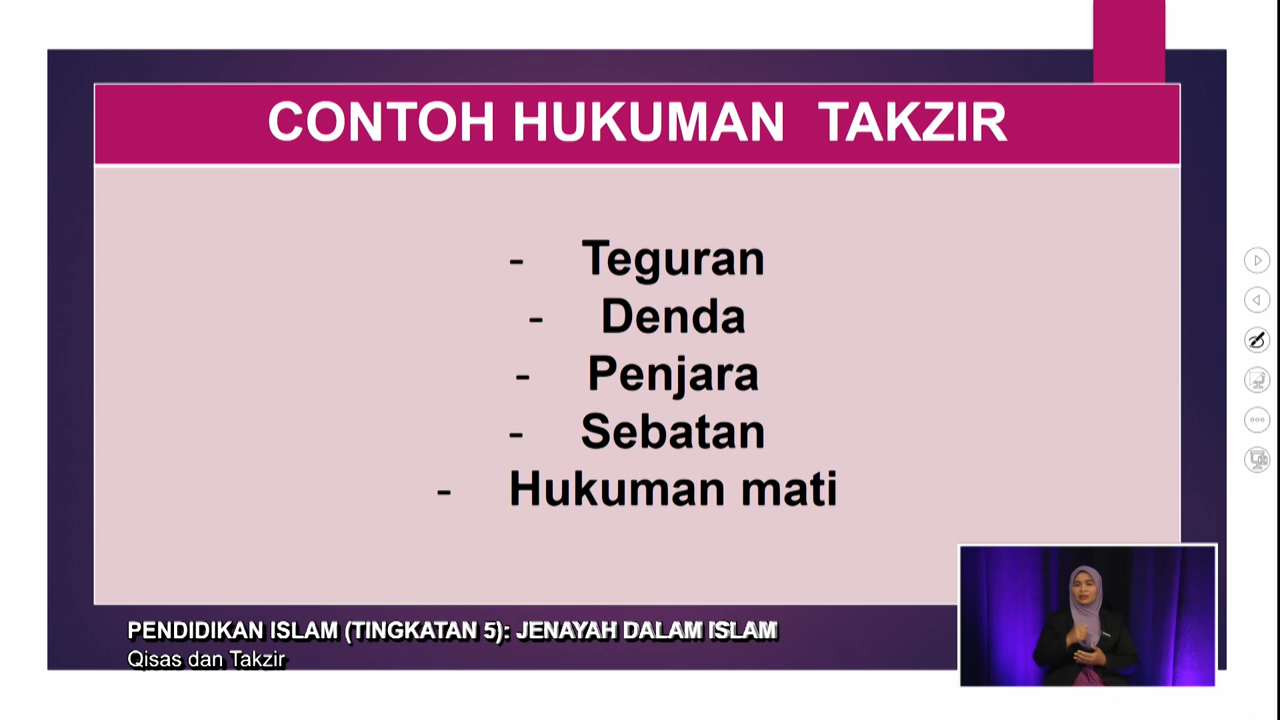 CONTOH HUKUMAN TAKZIR
- Teguran
- Denda
- Penjara
- Sebatan
- Hukuman mati
PENDIDIKAN ISLAM (TINGKATAN 5): JENAYAH DALAM ISLAM
Qisas dan Takzir